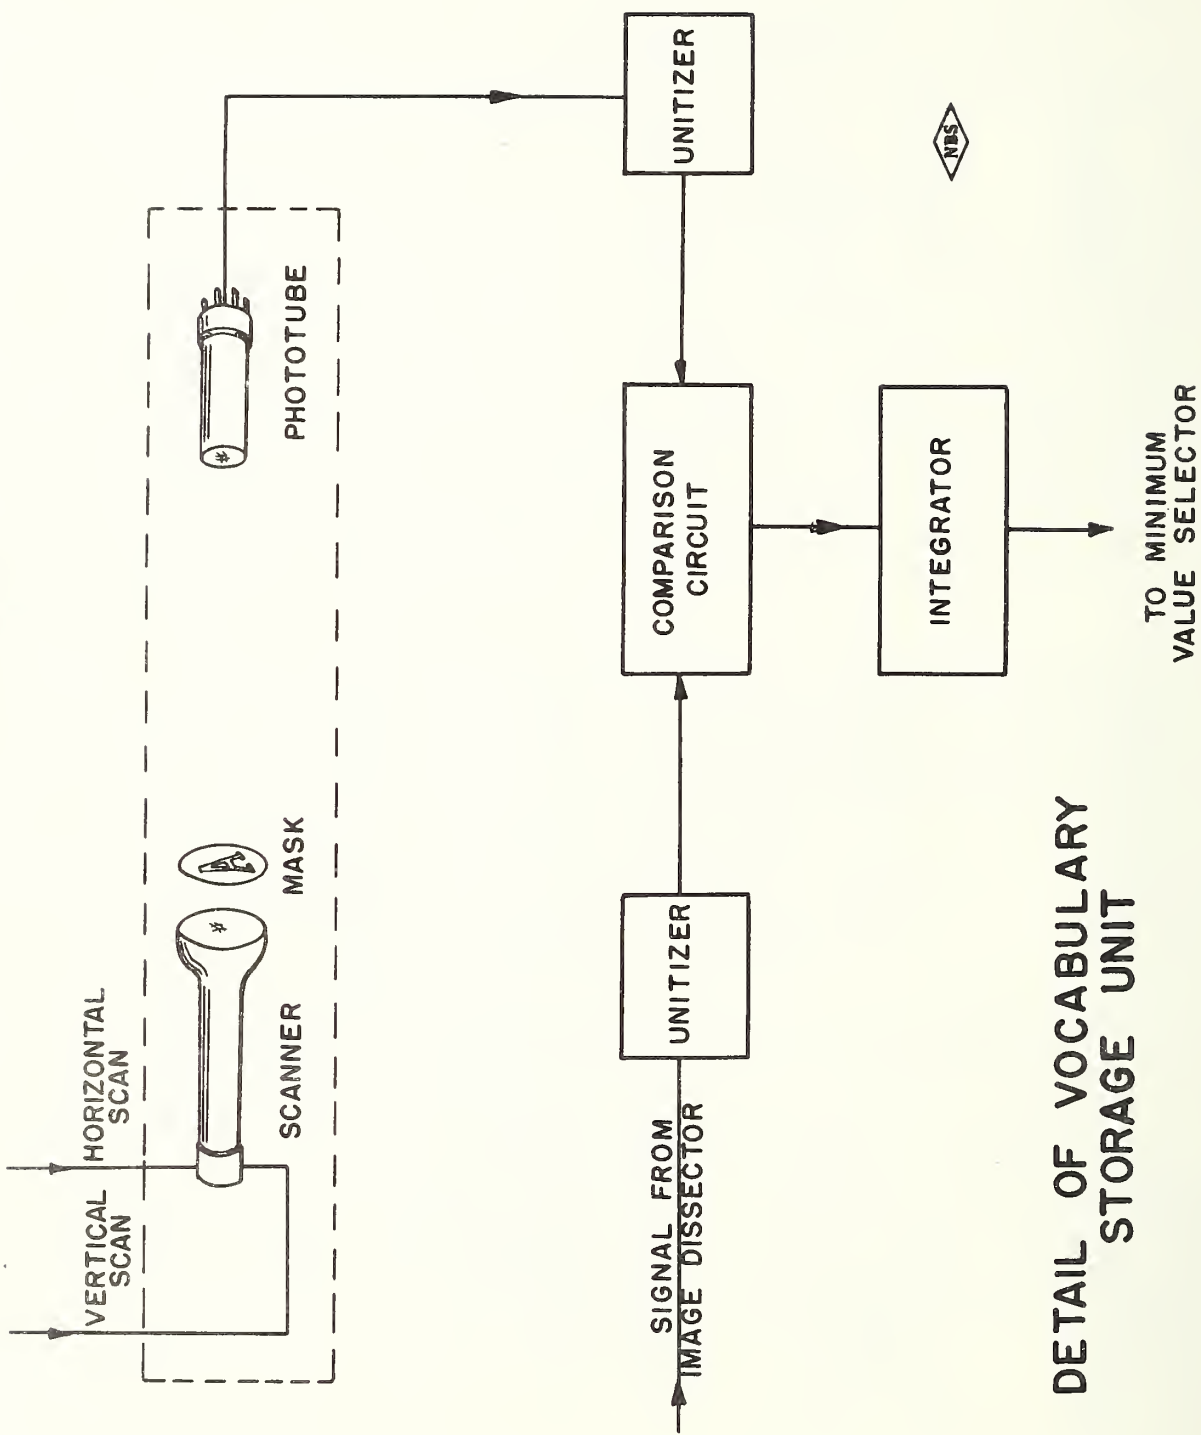 VERTICAL
SCAN
HORIZONTAL
SCAN
SCANNER
MASK
PHOTOTUBE
SIGNAL FROM
IMAGE DISSECTOR
UNITIZER
COMPARISON
CIRCUIT
UNITIZER
INTEGRATOR
TO MINIMUM
VALUE SELECTOR
NBS
DETAIL OF VOCABULARY
STORAGE UNIT